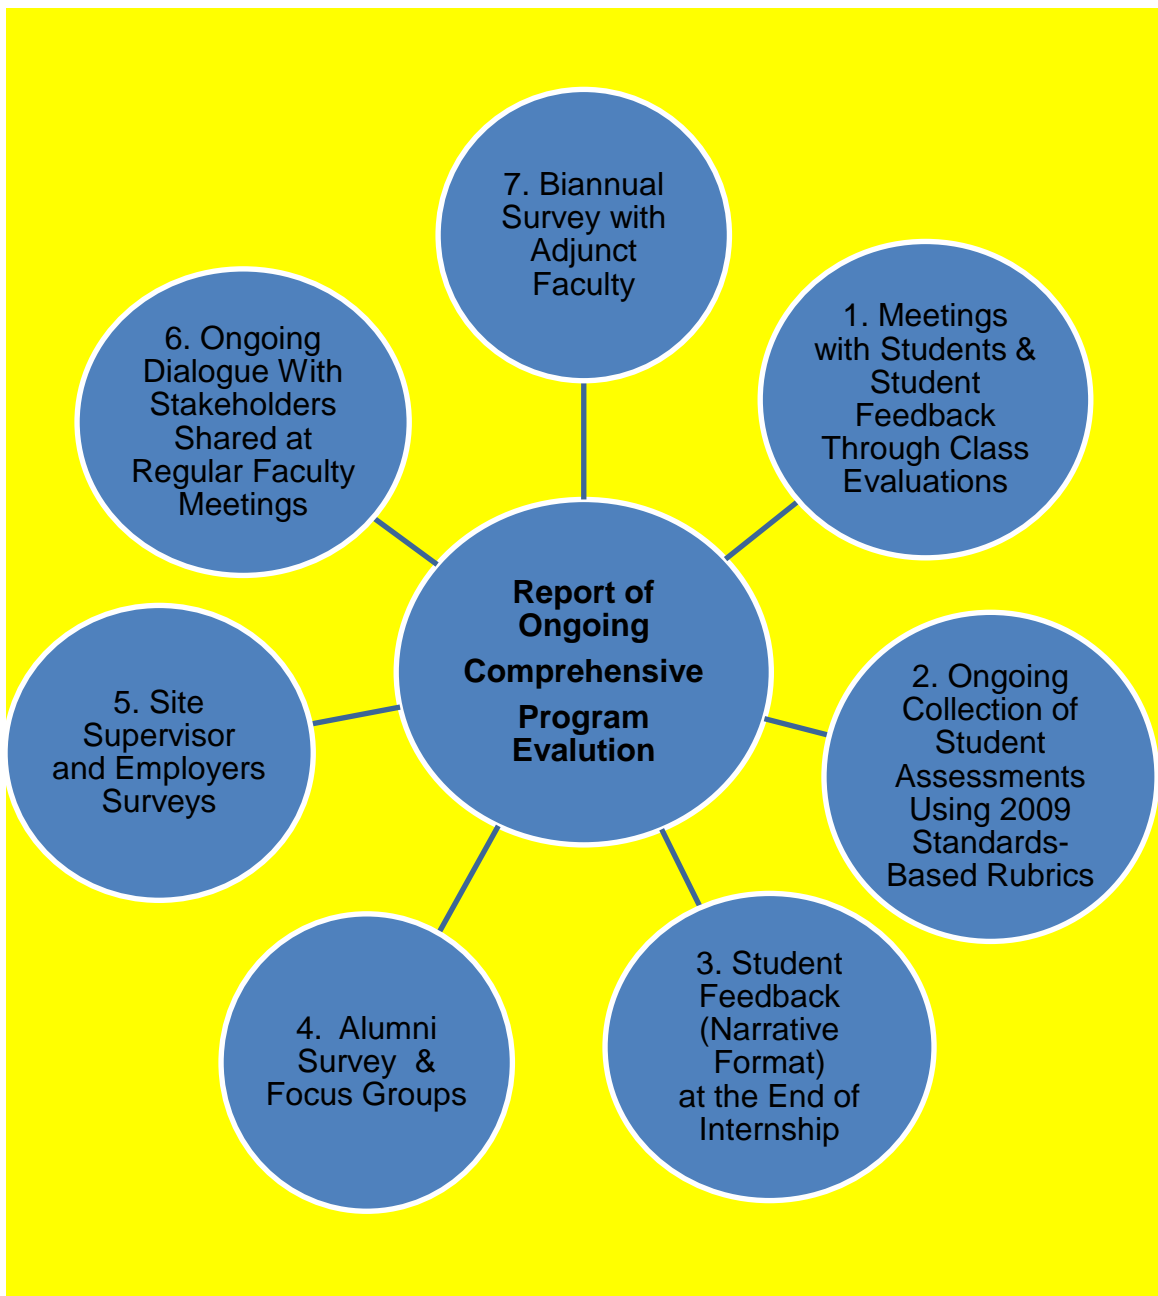 7. Biannual
Survey with
Adjunct
Faculty
1. Meetings
with Students &
Student
Feedback
Through Class
Evaluations
6. Ongoing
Dialogue With
Stakeholders
Shared at
Regular Faculty
Meetings
Report of
Ongoing
Comprehensive
Program
Evalution
2. Ongoing
Collection of
Student
Assessments
Using 2009
Standards-
Based Rubrics
5. Site
Supervisor
and Employers
Surveys
3. Student
Feedback
(Narrative
Format)
at the End of
Internship
4.  Alumni
Survey  &
Focus Groups